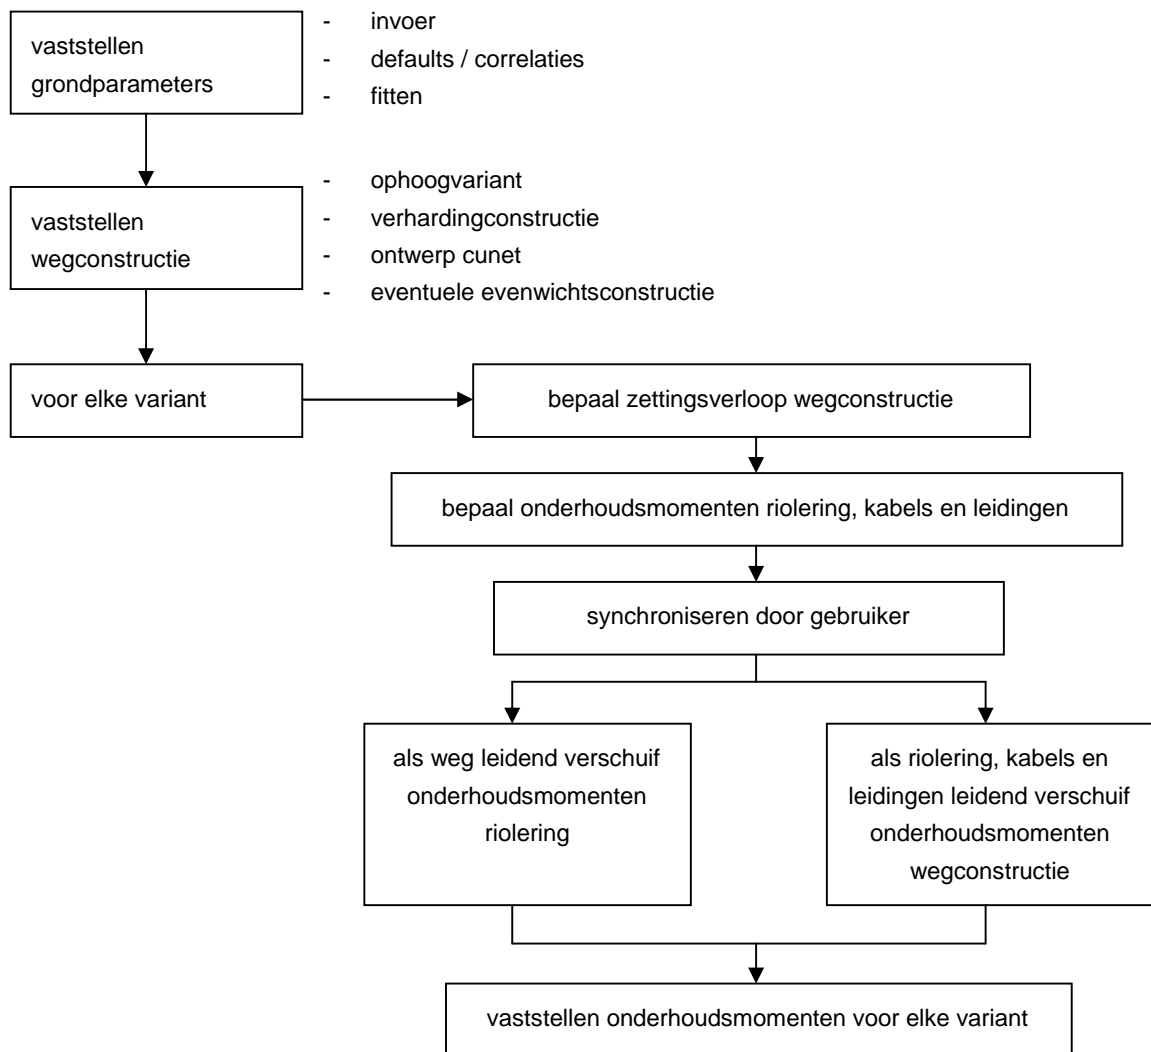 vaststellen
grondparameters
- invoer
- defaults / correlaties
- fitten
vaststellen
wegconstructie
- ophoogvariant
- verhardingconstructie
- ontwerp cunet
- eventuele evenwichtsconstructie
voor elke variant
bepaal zettingsverloop wegconstructie
bepaal onderhoudsmomenten riolering, kabels en leidingen
synchroniseren door gebruiker
als weg leidend verschuif
onderhoudsmomenten
riolering
als riolering, kabels en
leidingen leidend verschuif
onderhoudsmomenten
wegconstructie
vaststellen onderhoudsmomenten voor elke variant